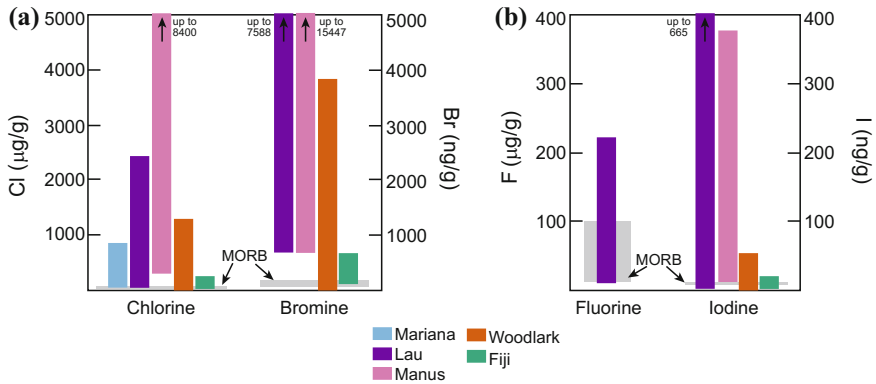 (a)
5000
4000
3000
2000
1000
Cl (µg/g)
up to
8400
up to
7588
up to
15447
MORB
5000
4000
3000
2000
1000
Br (ng/g)
Chlorine
Bromine
(b)
400
300
200
100
F (µg/g)
up to
665
MORB
400
300
200
100
I (ng/g)
Fluorine
Iodine
Mariana
Lau
Manus
Woodlark
Fiji